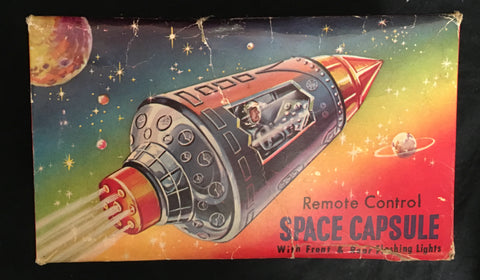 Remote Control
SPACE CAPSULE
With Front & Rear Flashing Lights